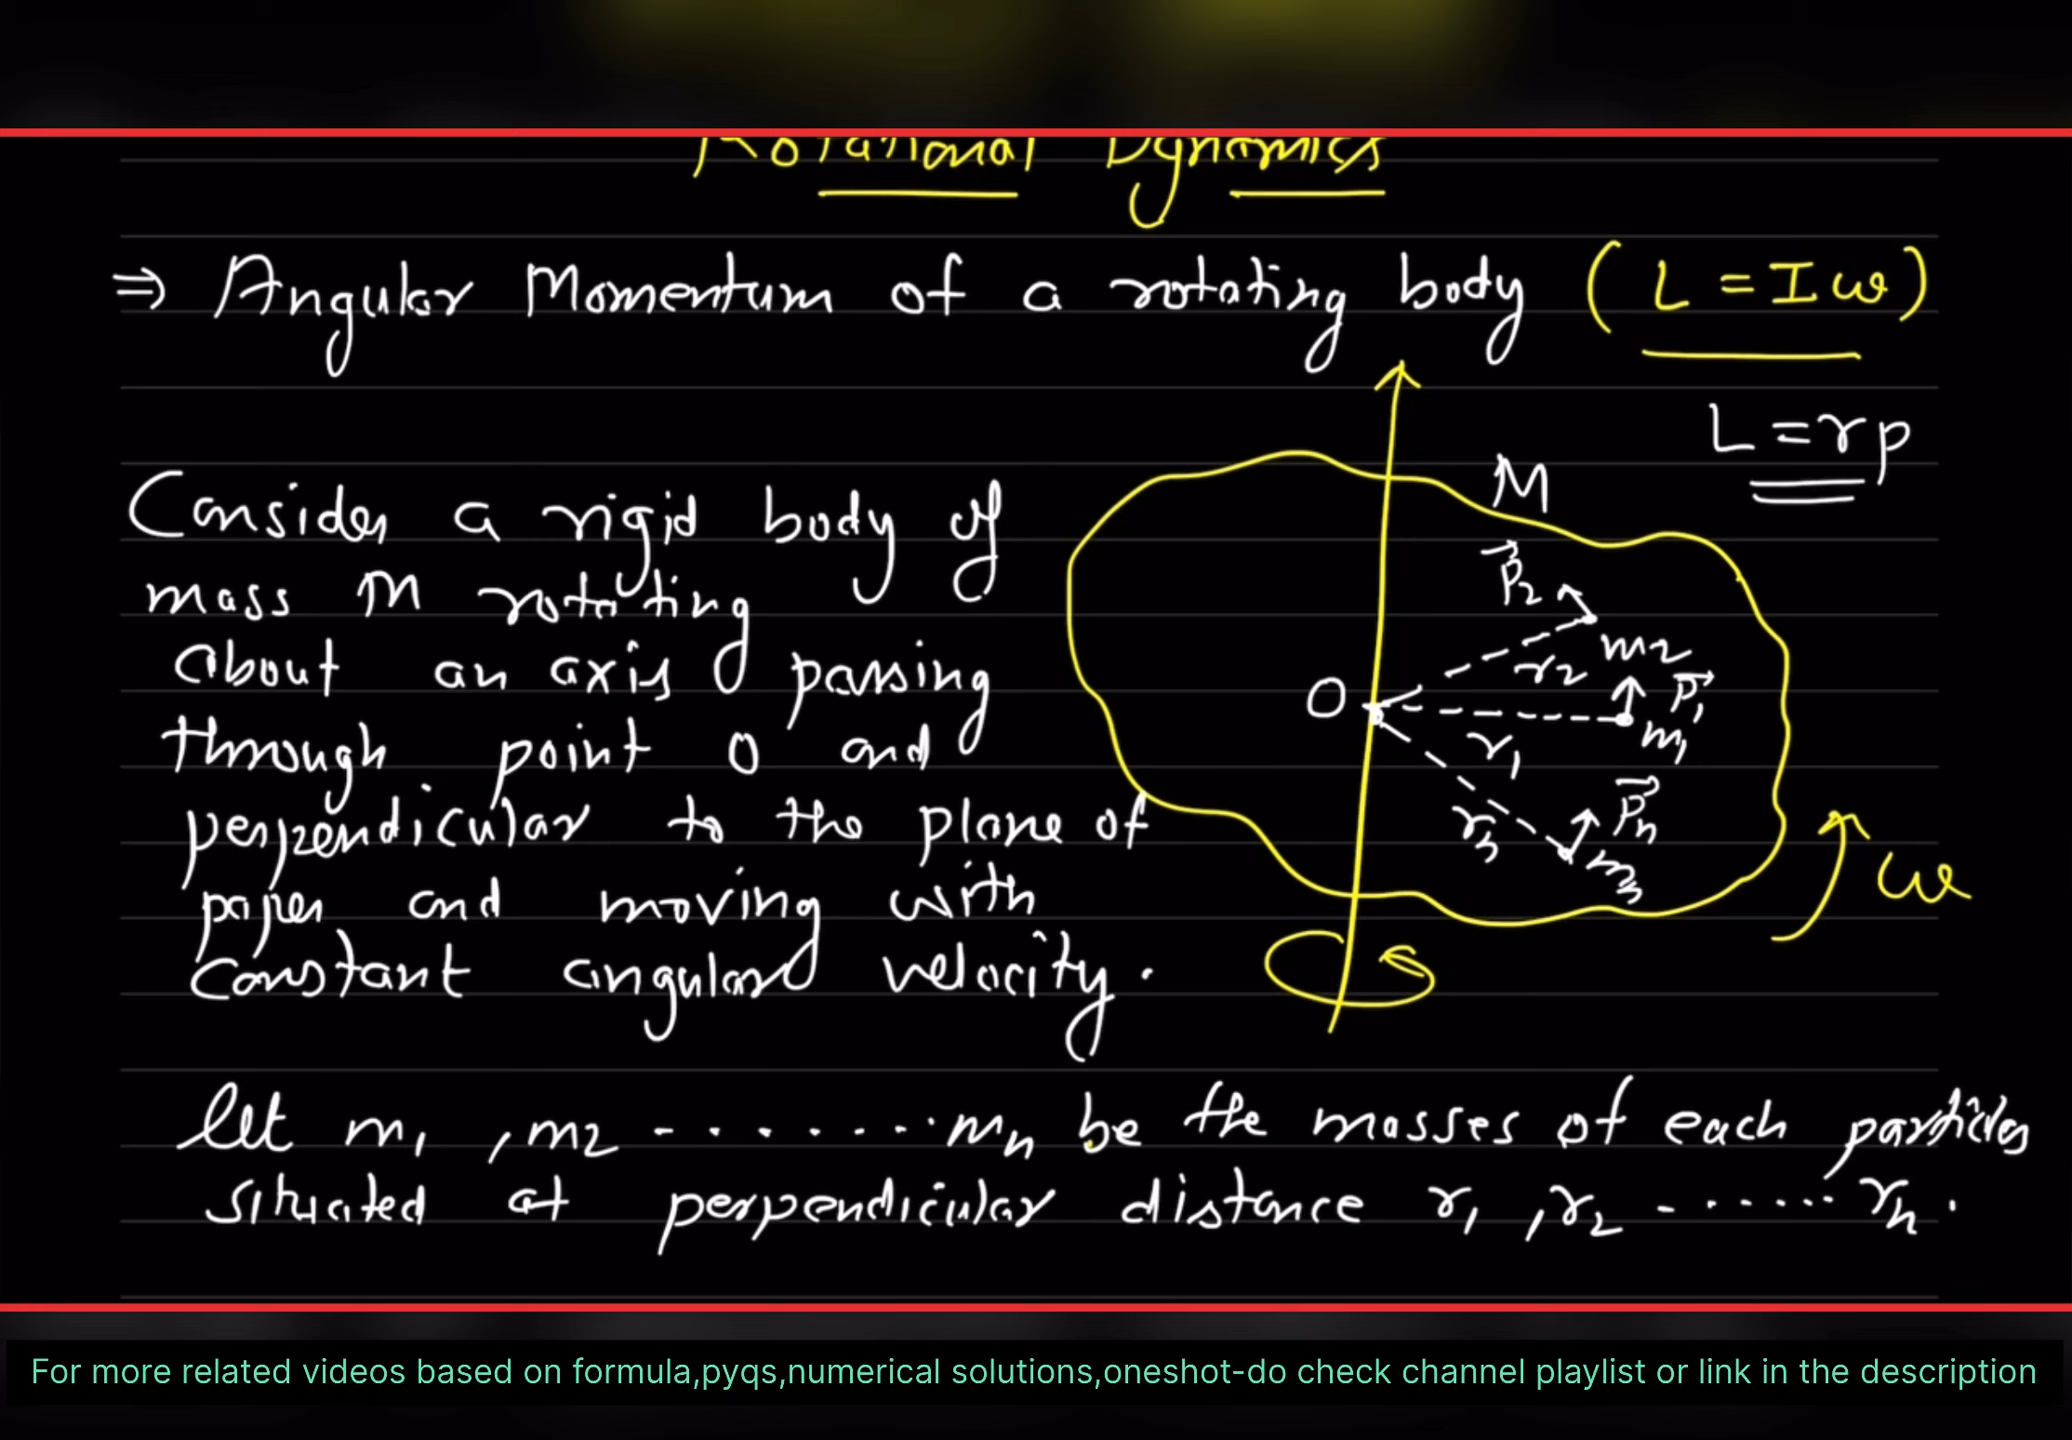 Rotational Dynamics
⇒ Angular Momentum of a rotating body (L = Iω)
L = rp
Consider a rigid body of
mass M rotating
about an axis passing
through point O and
perpendicular to the plane of
paper and moving with
constant angular velocity.
M
P⃗2
m2
r2
P⃗1
O
m1
r1
P⃗n
r3
m3
ω
let m1, m2 - . . . . . . . mn be the masses of each particles
situated at perpendicular distance r1, r2 - . . . . . . rn.
For more related videos based on formula,pyqs,numerical solutions,oneshot-do check channel playlist or link in the description